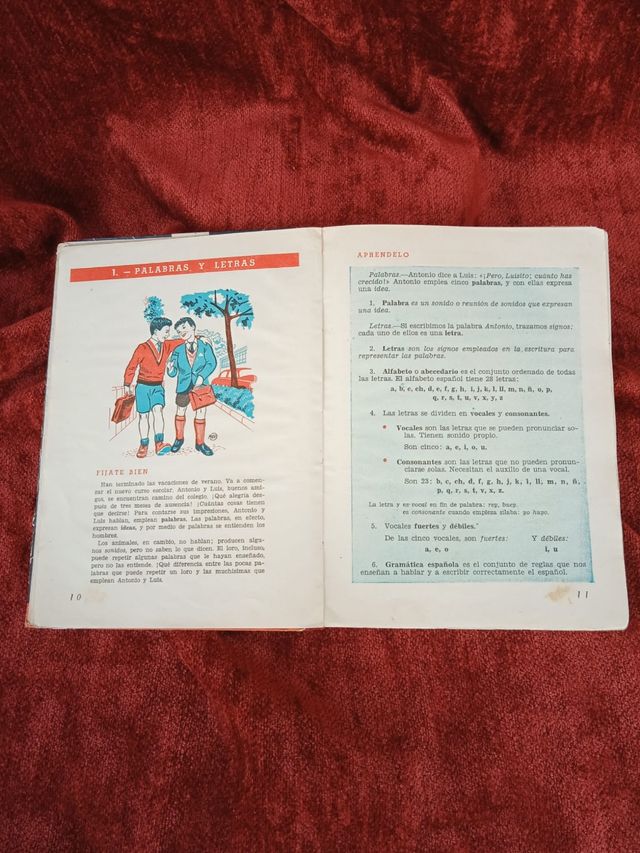 1. — PALABRAS Y LETRAS
FIJATE BIEN
Han terminado las vacaciones de verano. Va a comen-
zar el nuevo curso escolar. Antonio y Luis, buenos ami-
gos, se encuentran camino del colegio. ¡Qué alegría des-
pués de tres meses de ausencia! ¡Cuántas cosas tienen
que decirse! Para contarse sus impresiones, Antonio y
Luis hablan, emplean palabras. Las palabras, en efecto,
expresan ideas, y por medio de palabras se entienden los
hombres.
Los animales, en cambio, no hablan; producen algu-
nos sonidos, pero no saben lo que dicen. El loro, incluso,
puede repetir algunas palabras que le hayan enseñado,
pero no las entiende. ¡Qué diferencia entre las pocas pa-
labras que puede repetir un loro y las muchísimas que
emplean Antonio y Luis.
10
APRENDELO
Palabras.—Antonio dice a Luis: «¡Pero, Luisito; cuánto has
crecido!» Antonio emplea cinco palabras, y con ellas expresa
una idea.
1. Palabra es un sonido o reunión de sonidos que expresan
una idea.
Letras.—Si escribimos la palabra Antonio, trazamos signos;
cada uno de ellos es una letra.
2. Letras son los signos empleados en la escritura para
representar las palabras.
3. Alfabeto o abecedario es el conjunto ordenado de todas
las letras. El alfabeto español tiene 28 letras:
a, b, c, ch, d, e, f, g, h, i, j, k, l, ll, m, n, ñ, o, p,
q, r, s, t, u, v, x, y, z
4. Las letras se dividen en vocales y consonantes.
• Vocales son las letras que se pueden pronunciar so-
las. Tienen sonido propio.
Son cinco: a, e, i, o, u.
• Consonantes son las letras que no pueden pronun-
ciarse solas. Necesitan el auxilio de una vocal.
Son 23: b, c, ch, d, f, g, h, j, k, l, ll, m, n, ñ,
p, q, r, s, t, v, x, z.
La letra y es vocal en fin de palabra: rey, buey.
es consonante cuando empieza sílaba: yo hayo.
5. Vocales fuertes y débiles.
De las cinco vocales, son fuertes: Y débiles:
a, e, o i, u
6. Gramática española es el conjunto de reglas que nos
enseñan a hablar y a escribir correctamente el español.
11